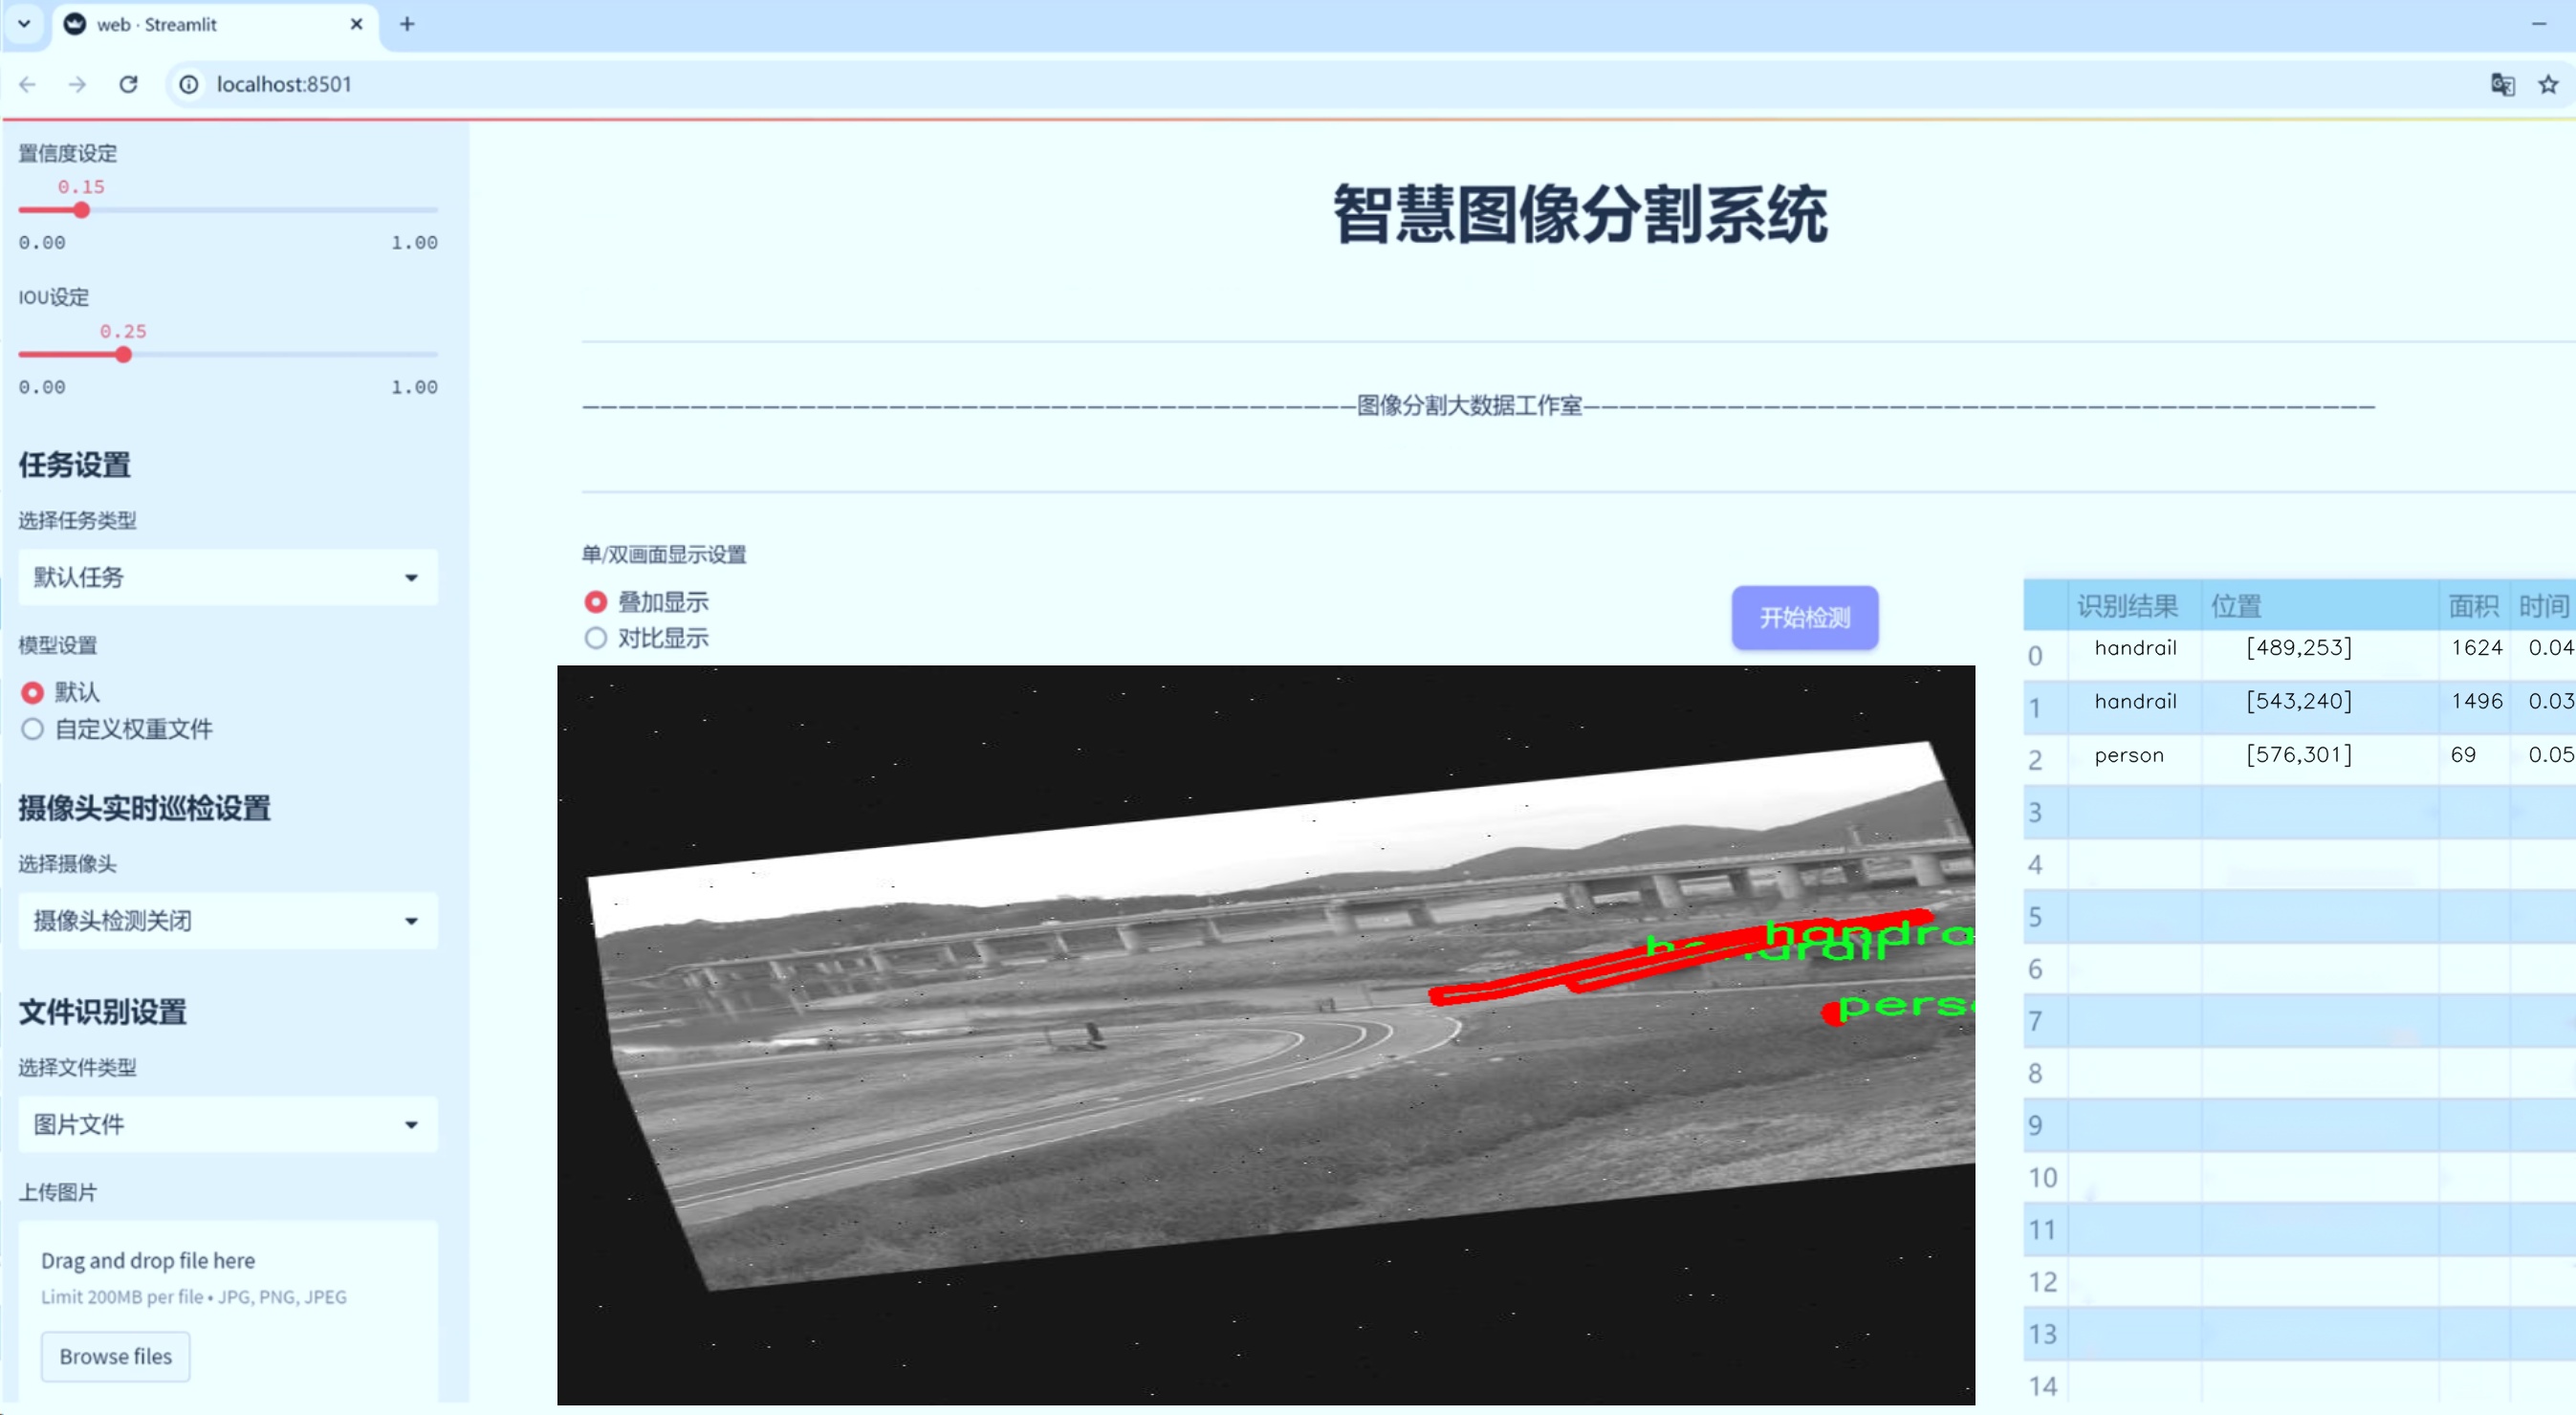 web · Streamlit
localhost:8501
置信度设定
0.15
0.00 1.00
IOU设定
0.25
0.00 1.00
任务设置
选择任务类型
默认任务
模型设置
默认
自定义权重文件
摄像头实时巡检设置
选择摄像头
摄像头检测关闭
文件识别设置
选择文件类型
图片文件
上传图片
Drag and drop file here
Limit 200MB per file • JPG, PNG, JPEG
Browse files
智慧图像分割系统
图像分割大数据工作室
单/双画面显示设置
叠加显示
对比显示
开始检测
handra
perso
识别结果 位置 面积 时间
0 handrail [489,253] 1624 0.04
1 handrail [543,240] 1496 0.03
2 person [576,301] 69 0.05
3
4
5
6
7
8
9
10
11
12
13
14